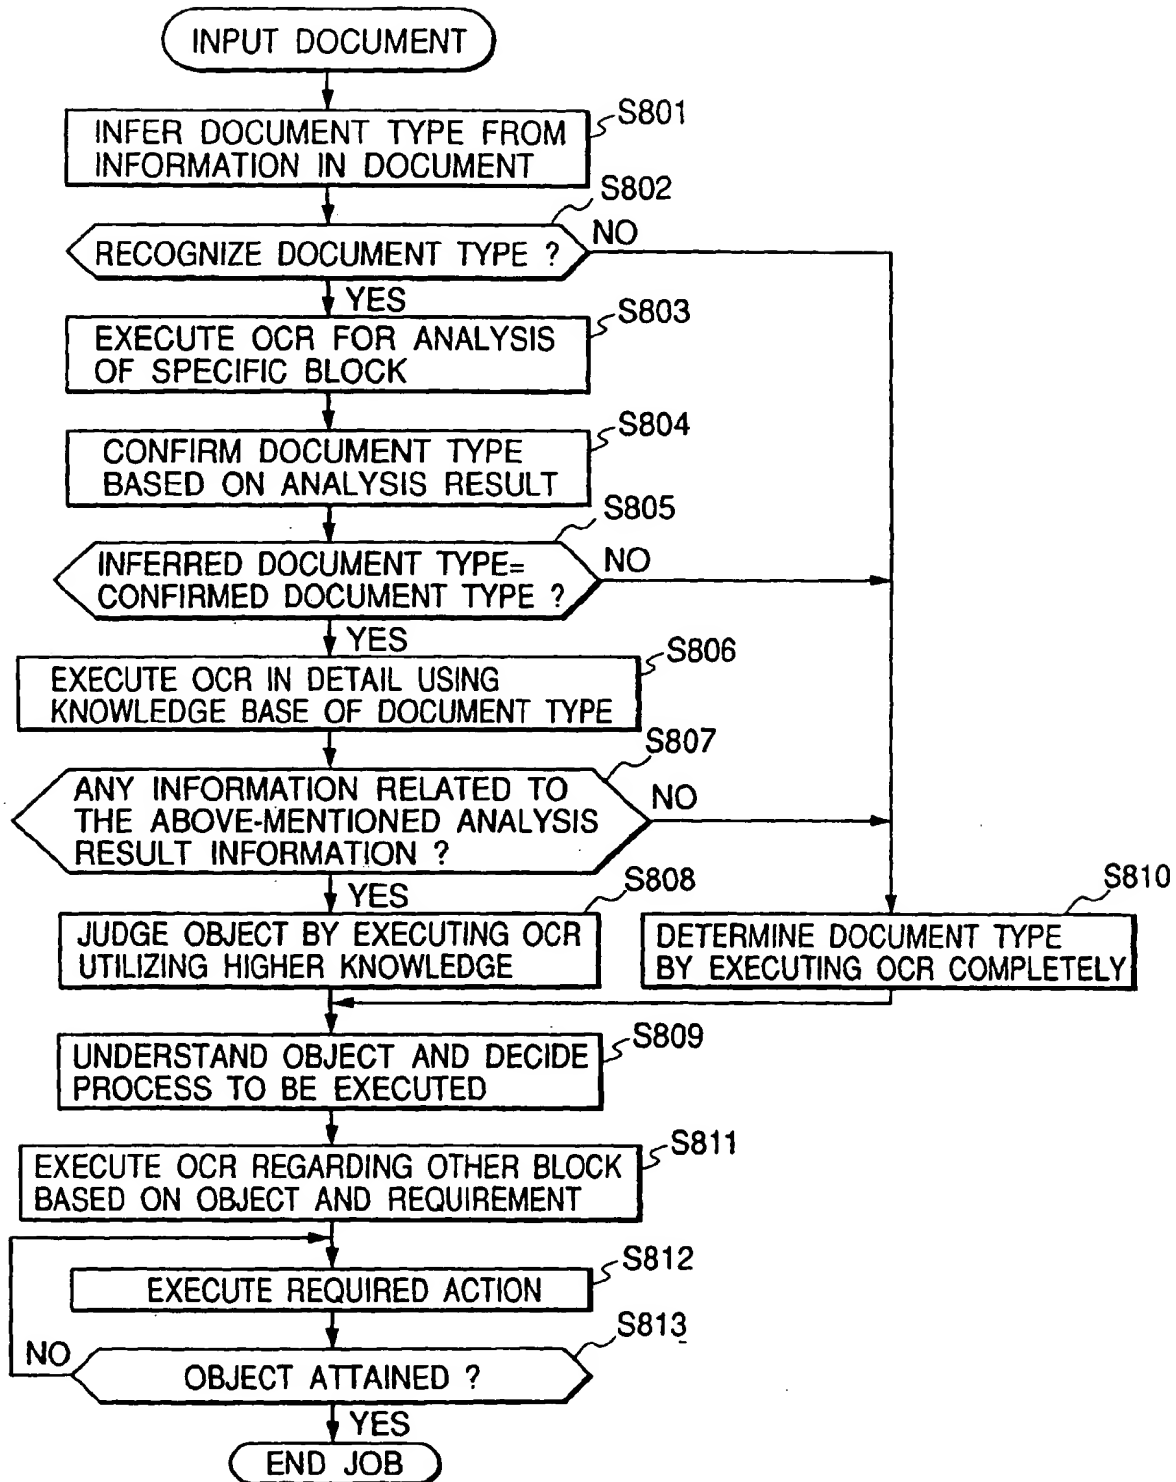 INPUT DOCUMENT
S801
INFER DOCUMENT TYPE FROM
INFORMATION IN DOCUMENT
S802
RECOGNIZE DOCUMENT TYPE ?
NO
YES
S803
EXECUTE OCR FOR ANALYSIS
OF SPECIFIC BLOCK
S804
CONFIRM DOCUMENT TYPE
BASED ON ANALYSIS RESULT
S805
INFERRED DOCUMENT TYPE=
CONFIRMED DOCUMENT TYPE ?
NO
YES
S806
EXECUTE OCR IN DETAIL USING
KNOWLEDGE BASE OF DOCUMENT TYPE
S807
ANY INFORMATION RELATED TO
THE ABOVE-MENTIONED ANALYSIS
RESULT INFORMATION ?
NO
YES
S808
JUDGE OBJECT BY EXECUTING OCR
UTILIZING HIGHER KNOWLEDGE
S810
DETERMINE DOCUMENT TYPE
BY EXECUTING OCR COMPLETELY
S809
UNDERSTAND OBJECT AND DECIDE
PROCESS TO BE EXECUTED
S811
EXECUTE OCR REGARDING OTHER BLOCK
BASED ON OBJECT AND REQUIREMENT
S812
EXECUTE REQUIRED ACTION
S813
NO
OBJECT ATTAINED ?
YES
END JOB